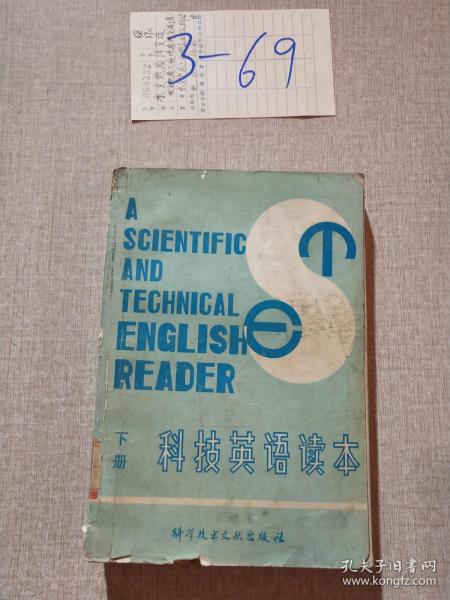 3-69
A
SCIENTIFIC
AND
TECHNICAL
ENGLISH
READER
下册
科技英语读本
科学技术文献出版社
孔夫子旧书网
www.kongfz.com